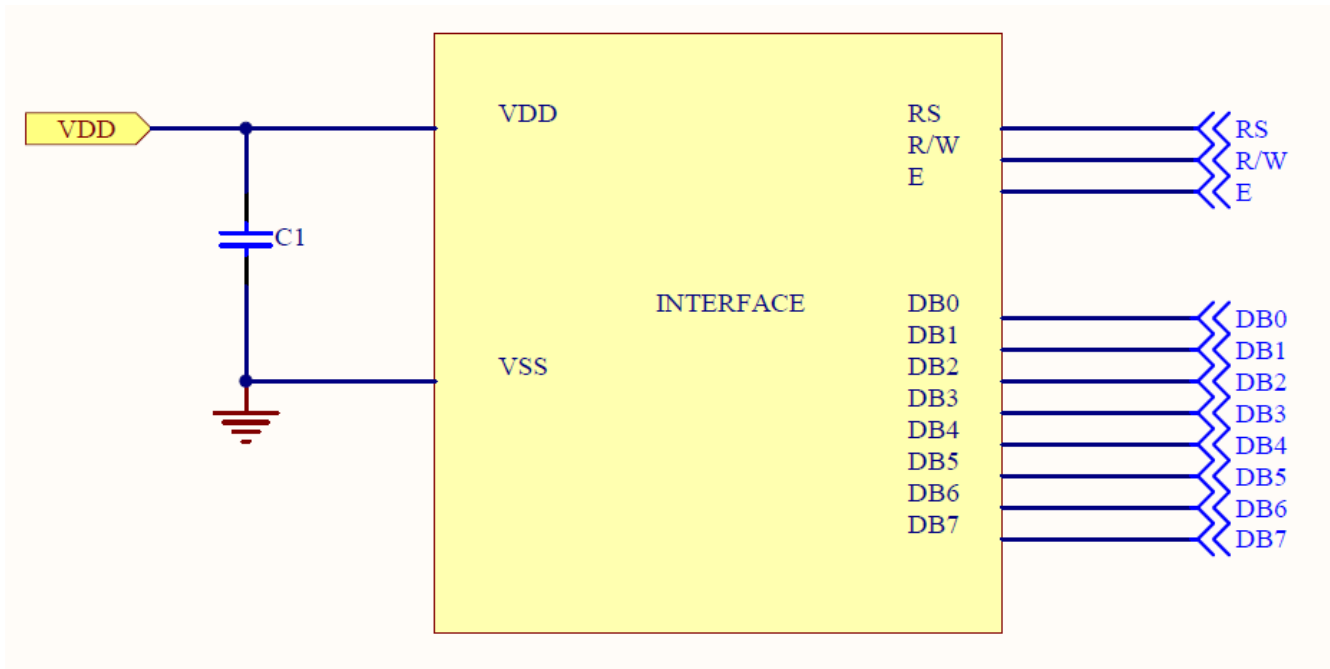 VDD
C1
VDD
VSS
INTERFACE
RS
R/W
E
DB0
DB1
DB2
DB3
DB4
DB5
DB6
DB7
RS
R/W
E
DB0
DB1
DB2
DB3
DB4
DB5
DB6
DB7